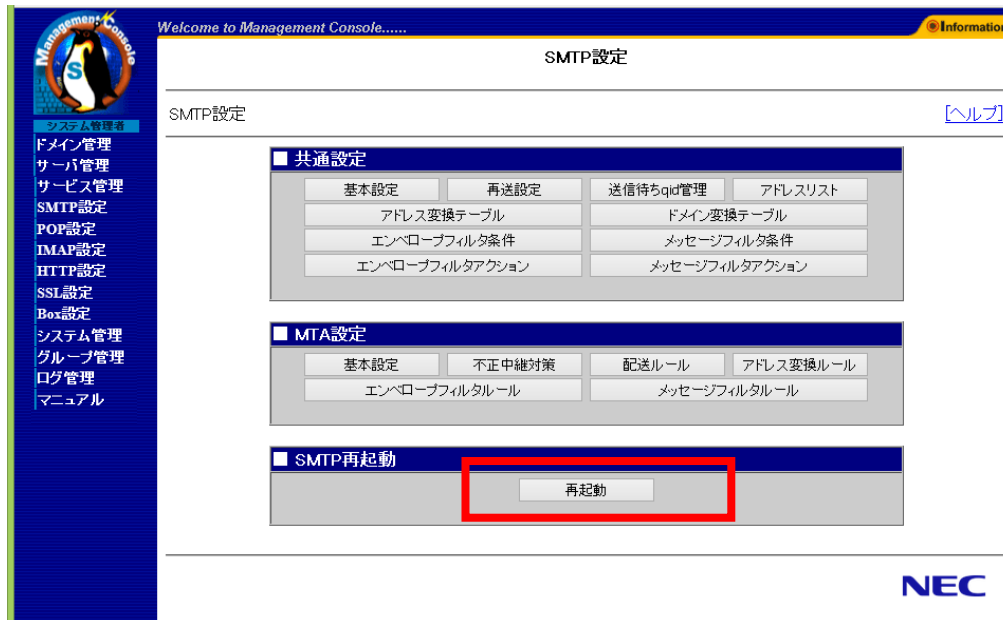 Management Console
S
システム管理者
ドメイン管理
サーバ管理
サービス管理
SMTP設定
POP設定
IMAP設定
HTTP設定
SSL設定
Box設定
システム管理
グループ管理
ログ管理
マニュアル
Welcome to Management Console......
Information
SMTP設定
SMTP設定
[ヘルプ]
■ 共通設定
基本設定 再送設定 送信待ちqid管理 アドレスリスト
アドレス変換テーブル ドメイン変換テーブル
エンベロープフィルタ条件 メッセージフィルタ条件
エンベロープフィルタアクション メッセージフィルタアクション
■ MTA設定
基本設定 不正中継対策 配送ルール アドレス変換ルール
エンベロープフィルタルール メッセージフィルタルール
■ SMTP再起動
再起動
NEC